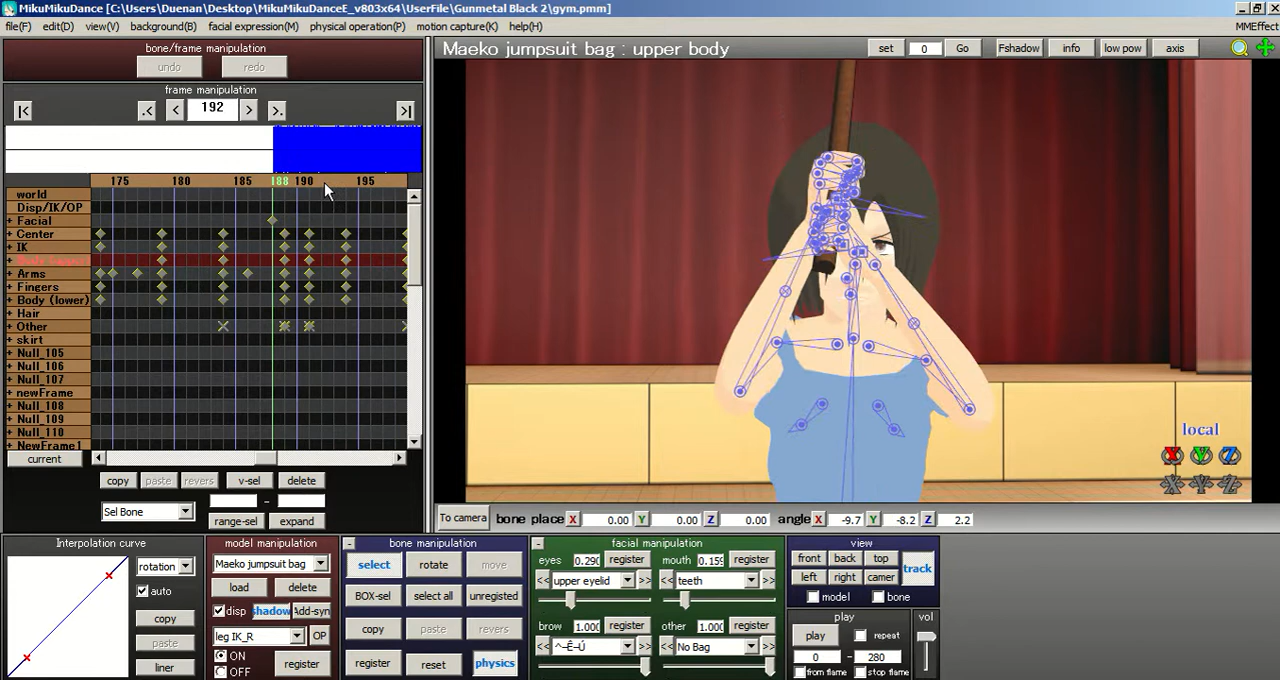 MikuMikuDance [C:\Users\Duenan\Desktop\MikuMikuDanceE_v803x64\UserFile\Gunmetal Black 2\gym.pmm]
file(F) edit(D) view(V) background(B) facial expression(M) physical operation(P) motion capture(K) help(H) MMEffect
bone/frame manipulation
undo redo
frame manipulation
|< .< < 192 > >. >|
175 180 185 188 190 195
world
Disp/IK/OP
+ Facial
+ Center
+ IK
+ Arms
+ Fingers
+ Body (lower)
+ Hair
+ Other
+ skirt
+ Null_105
+ Null_106
+ Null_107
+ newFrame
+ Null_108
+ Null_109
+ Null_110
+ NewFrame1
current
copy paste revers v-sel delete
Sel Bone -
range-sel expand
Maeko jumpsuit bag : upper body
set 0 Go Fshadow info low pow axis
local
X Y Z
X Y Z
To camera bone place X 0.00 Y 0.00 Z 0.00 angle X -9.7 Y -8.2 Z 2.2
Interpolation curve
rotation
auto
copy
paste
liner
model manipulation
Maeko jumpsuit bag
load delete
disp shadow Add-syn
leg IK_R OP
ON
OFF
register
- bone manipulation
select rotate move
BOX-sel select all unregisted
copy paste revers
register reset physics
- facial manipulation
eyes 0.290 register mouth 0.159 register
<< upper eyelid >> << teeth >>
brow 1.000 register other 1.000 register
<< ^-Ê-Ú >> << No Bag >>
view
front back top
left right camer track
model bone
play
play repeat
0 - 280
from flame stop flame
vol